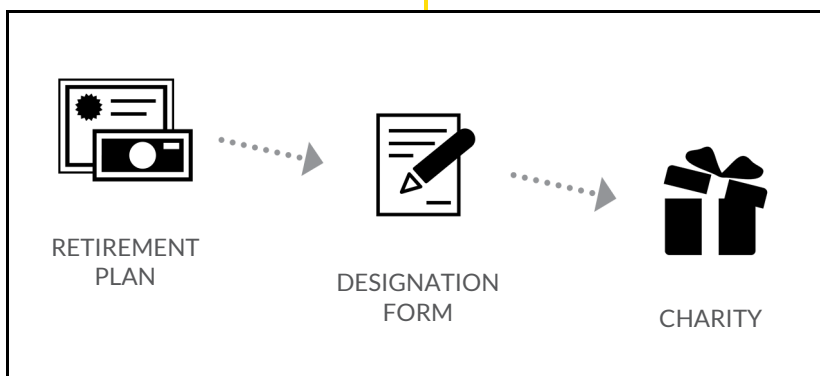 RETIREMENT
PLAN
DESIGNATION
FORM
CHARITY